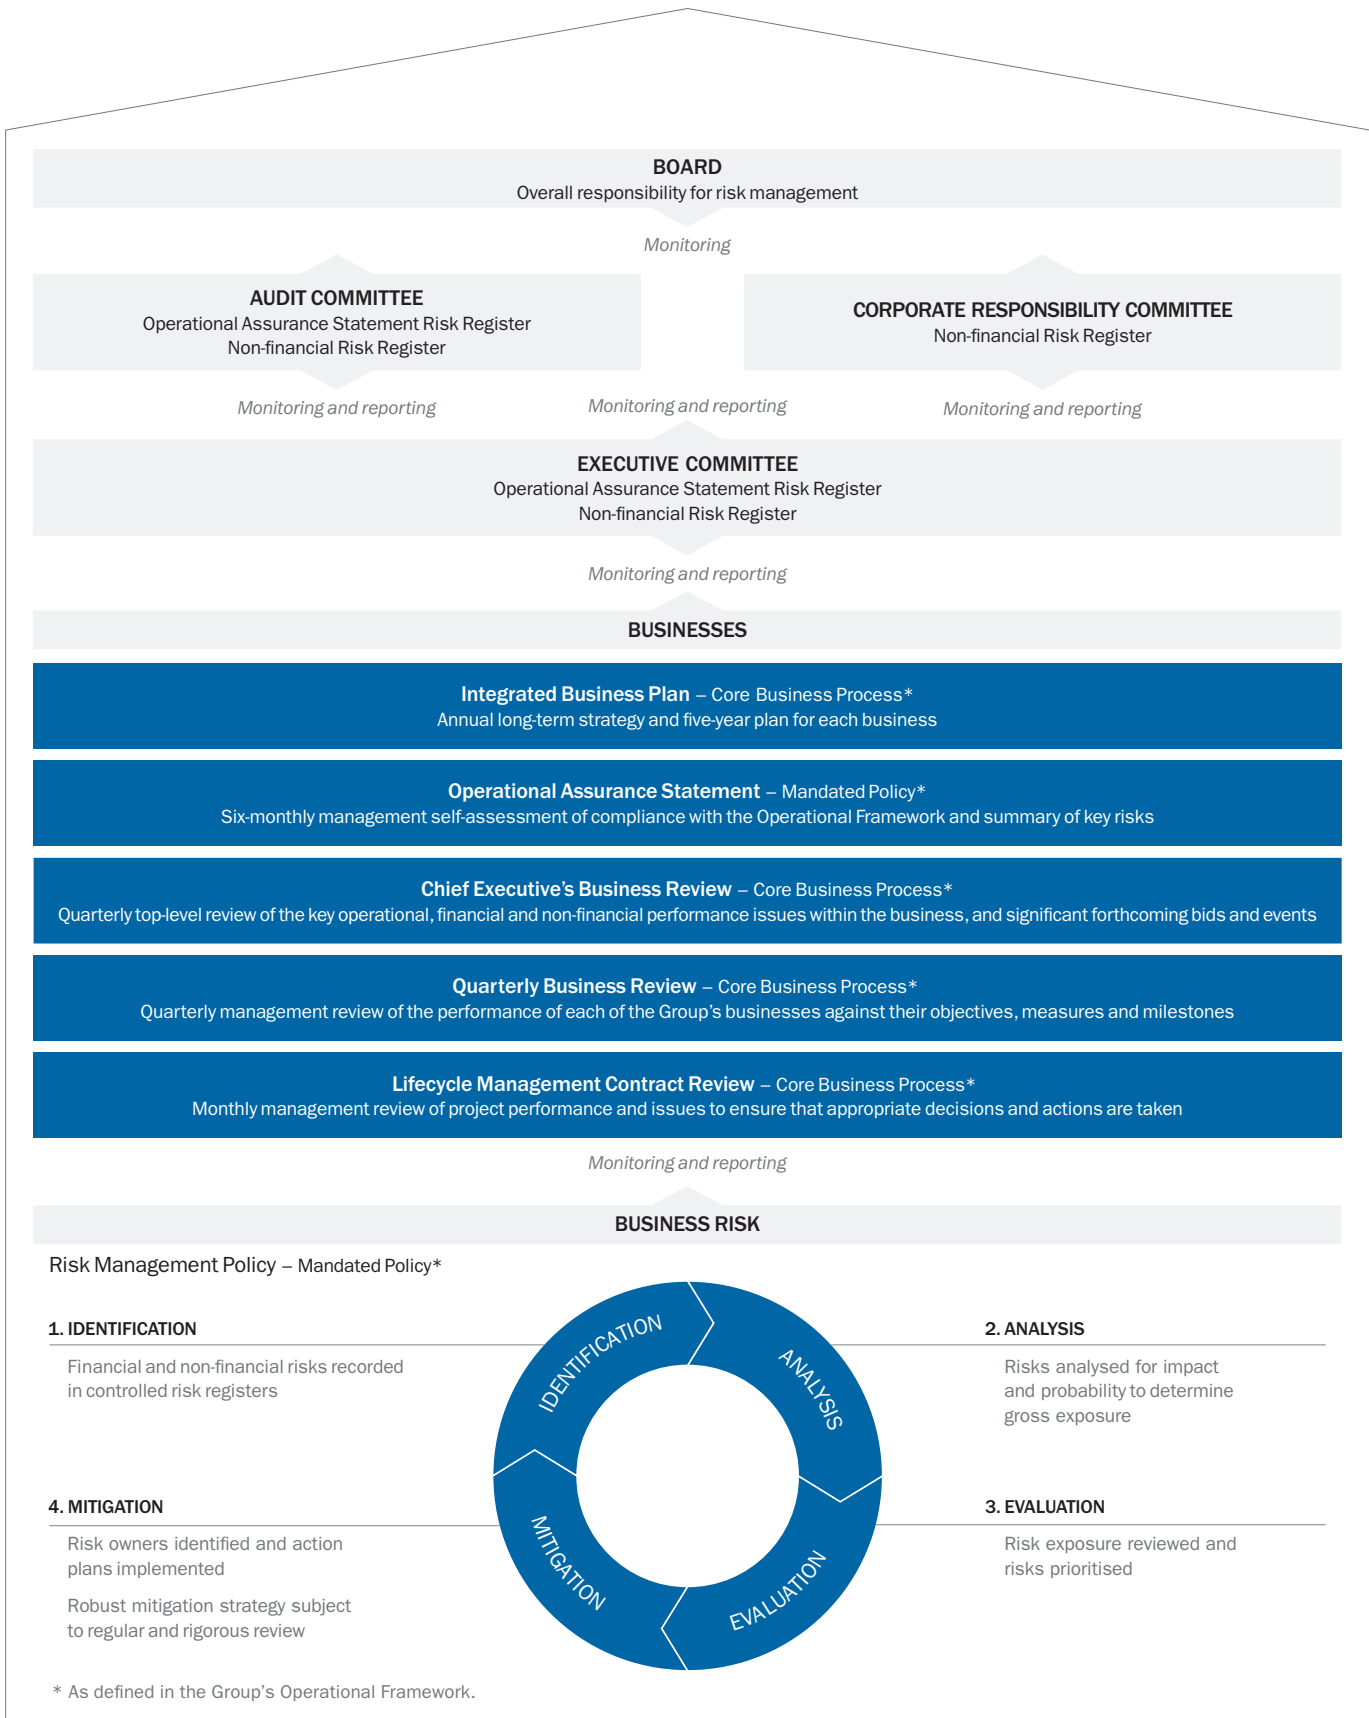 BOARD
Overall responsibility for risk management
Monitoring
AUDIT COMMITTEE
Operational Assurance Statement Risk Register
Non-financial Risk Register
CORPORATE RESPONSIBILITY COMMITTEE
Non-financial Risk Register
Monitoring and reporting
Monitoring and reporting
Monitoring and reporting
EXECUTIVE COMMITTEE
Operational Assurance Statement Risk Register
Non-financial Risk Register
Monitoring and reporting
BUSINESSES
Integrated Business Plan – Core Business Process*
Annual long-term strategy and five-year plan for each business
Operational Assurance Statement – Mandated Policy*
Six-monthly management self-assessment of compliance with the Operational Framework and summary of key risks
Chief Executive's Business Review – Core Business Process*
Quarterly top-level review of the key operational, financial and non-financial performance issues within the business, and significant forthcoming bids and events
Quarterly Business Review – Core Business Process*
Quarterly management review of the performance of each of the Group's businesses against their objectives, measures and milestones
Lifecycle Management Contract Review – Core Business Process*
Monthly management review of project performance and issues to ensure that appropriate decisions and actions are taken
Monitoring and reporting
BUSINESS RISK
Risk Management Policy – Mandated Policy*
1. IDENTIFICATION
Financial and non-financial risks recorded
in controlled risk registers
IDENTIFICATION
ANALYSIS
2. ANALYSIS
Risks analysed for impact
and probability to determine
gross exposure
4. MITIGATION
Risk owners identified and action
plans implemented
Robust mitigation strategy subject
to regular and rigorous review
MITIGATION
EVALUATION
3. EVALUATION
Risk exposure reviewed and
risks prioritised
* As defined in the Group's Operational Framework.